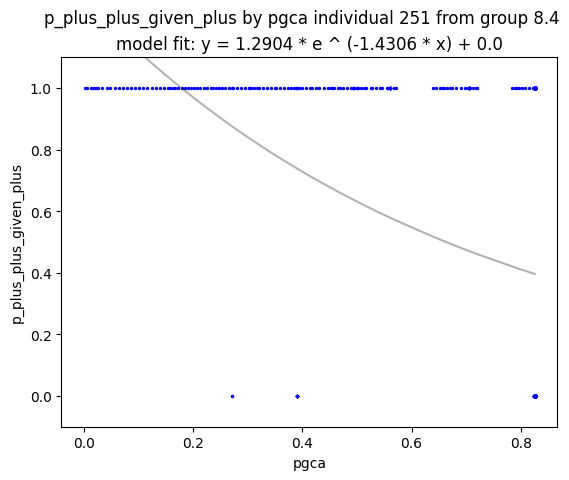 p_plus_plus_given_plus by pgca individual 251 from group 8.4
model fit: y = 1.2904 * e ^ (-1.4306 * x) + 0.0
1.0
0.8
0.6
0.4
0.2
0.0
p_plus_plus_given_plus
0.0 0.2 0.4 0.6 0.8
pgca